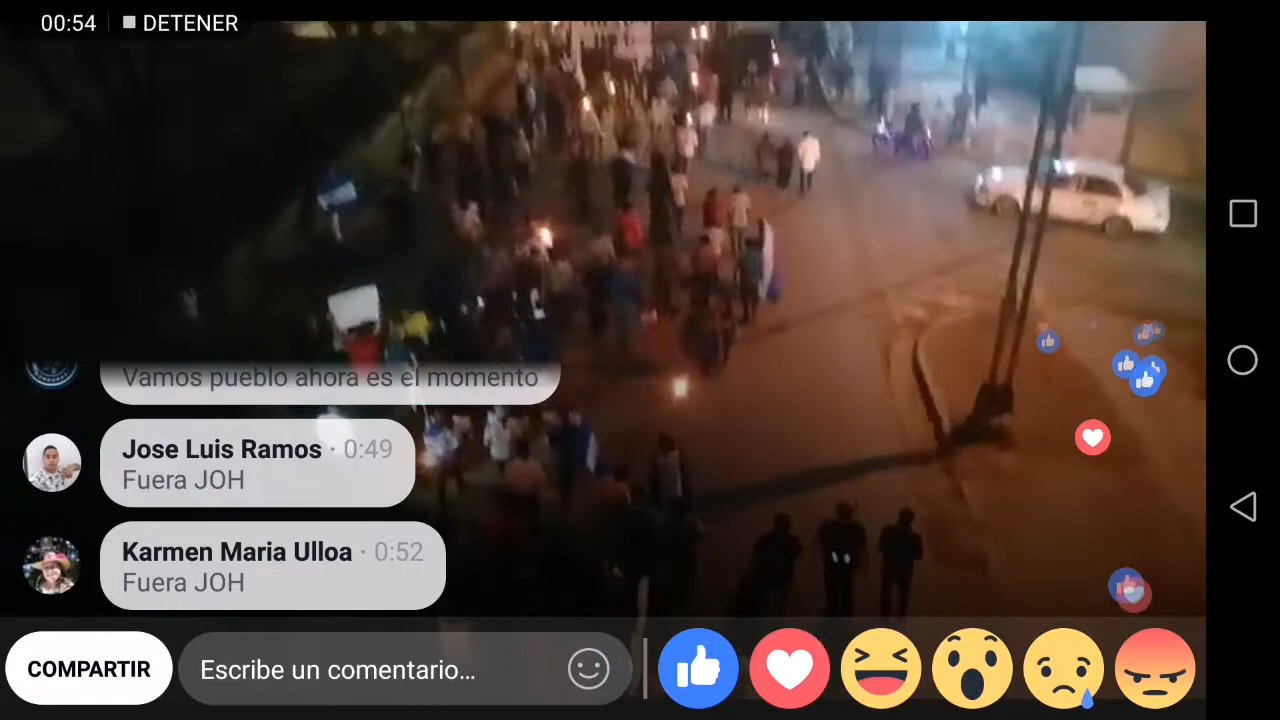 00:54 DETENER
Vamos pueblo ahora es el momento
Jose Luis Ramos · 0:49
Fuera JOH
Karmen Maria Ulloa · 0:52
Fuera JOH
COMPARTIR
Escribe un comentario...